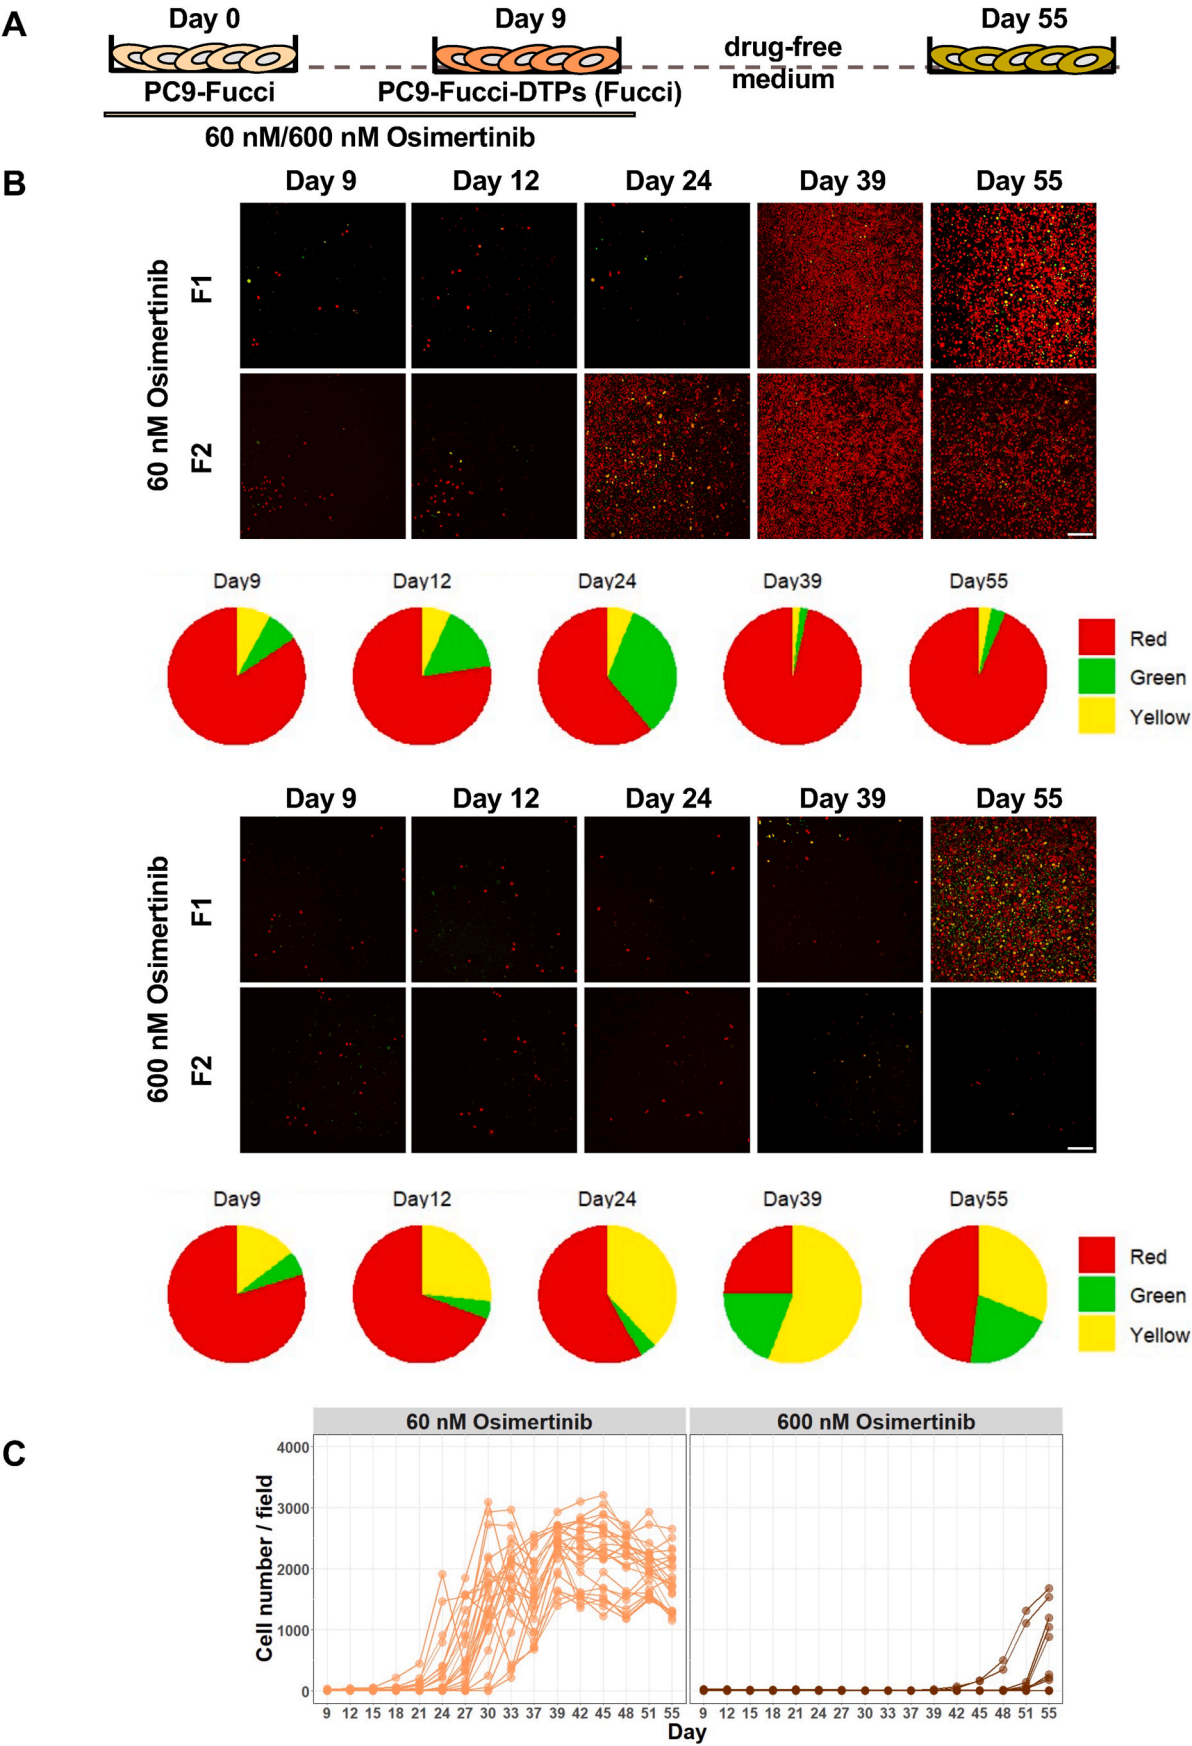 A
Day 0
Day 9
Day 55
drug-free
medium
PC9-Fucci
PC9-Fucci-DTPs (Fucci)
60 nM/600 nM Osimertinib
B
Day 9
Day 12
Day 24
Day 39
Day 55
60 nM Osimertinib
F1
F2
Day9
Day12
Day24
Day39
Day55
Red
Green
Yellow
Day 9
Day 12
Day 24
Day 39
Day 55
600 nM Osimertinib
F1
F2
Day9
Day12
Day24
Day39
Day55
Red
Green
Yellow
C
60 nM Osimertinib
600 nM Osimertinib
Cell number / field
4000
3000
2000
1000
0
9 12 15 18 21 24 27 30 33 37 39 42 45 48 51 55
9 12 15 18 21 24 27 30 33 37 39 42 45 48 51 55
Day